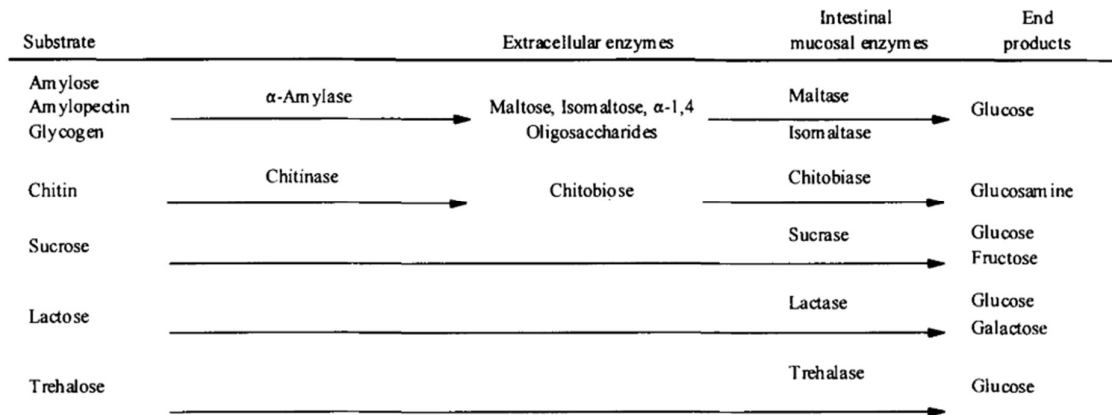 Substrate Extracellular enzymes Intestinal mucosal enzymes End products
Amylose
Amylopectin
Glycogen
α-Amylase
Maltose, Isomaltose, α-1,4
Oligosaccharides
Maltase
Isomaltase
Glucose
Chitin
Chitinase
Chitobiose
Chitobiase
Glucosamine
Sucrose
Sucrase
Glucose
Fructose
Lactose
Lactase
Glucose
Galactose
Trehalose
Trehalase
Glucose